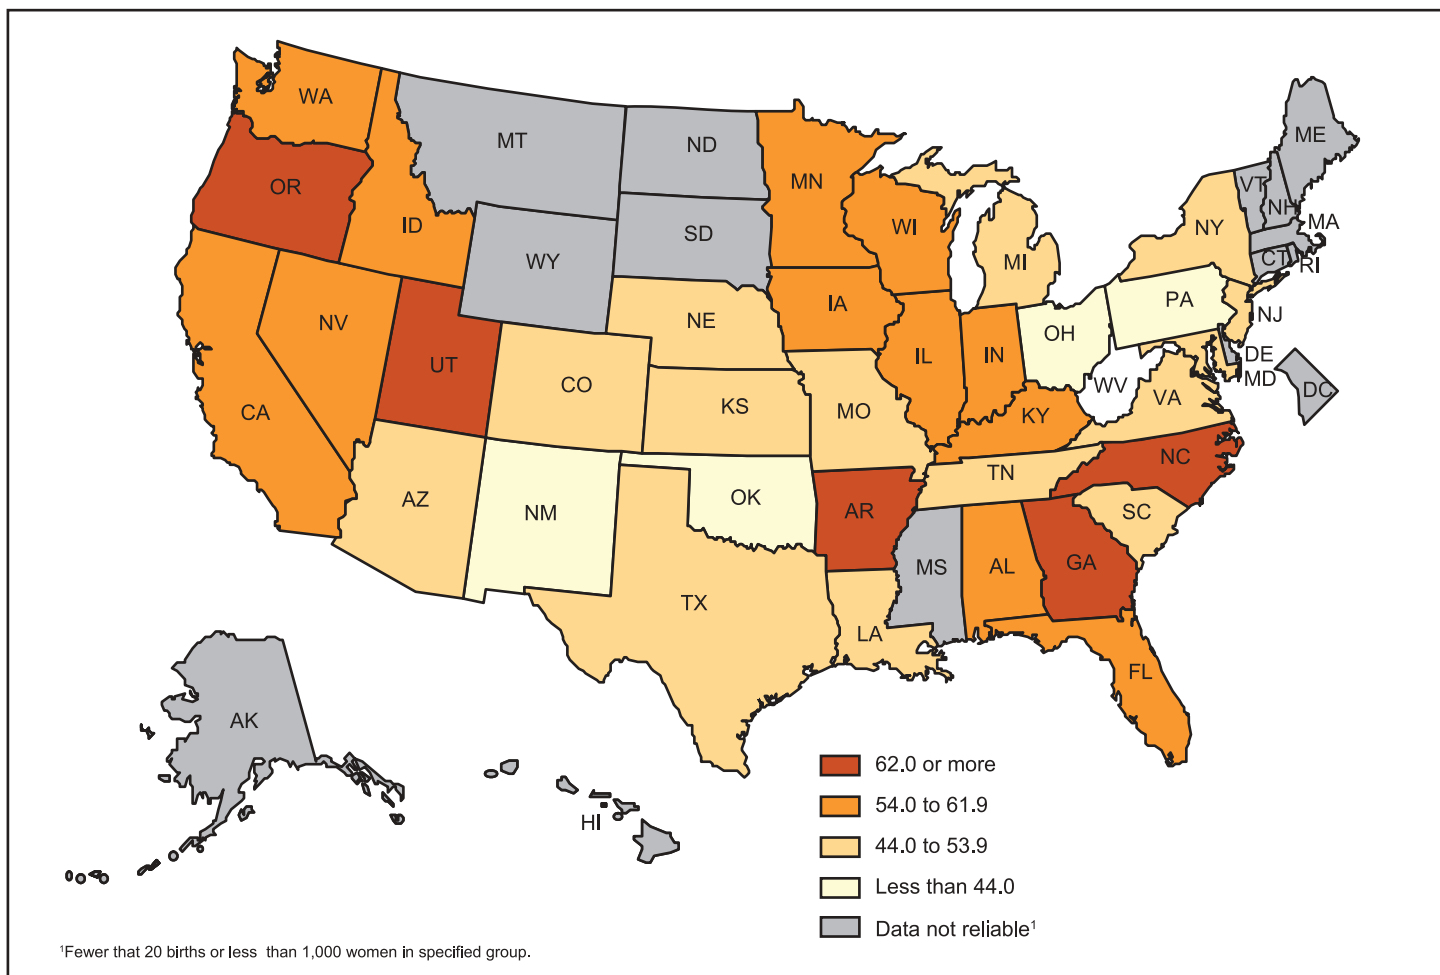 WA
MT
ND
ME
OR
ID
MN
VT
NH
MA
WI
NY
SD
MI
CT
RI
WY
IA
PA
NV
NE
OH
NJ
UT
CO
IL
IN
DE
MD
WV
CA
KS
MO
KY
VA
DC
AZ
NM
OK
AR
TN
NC
SC
MS
AL
GA
TX
LA
FL
AK
HI
62.0 or more
54.0 to 61.9
44.0 to 53.9
Less than 44.0
Data not reliable¹
¹Fewer that 20 births or less than 1,000 women in specified group.